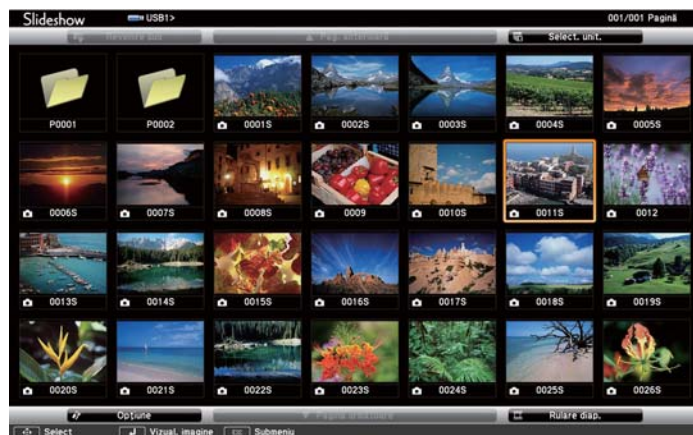 Slideshow USB1> 001/001 Pagină
Revenire sus Pag. anterioară Select. unit.
P0001 P0002 0001S 0002S 0003S 0004S 0005S
0006S 0007S 0008S 0009 0010S 0011S 0012
0013S 0014S 0015S 0016S 0017S 0018S 0019S
0020S 0021S 0022S 0023S 0024S 0025S 0026S
Opțiune Pagina următoare Rulare diap.
Select Vizual. imagine Esc Submeniu